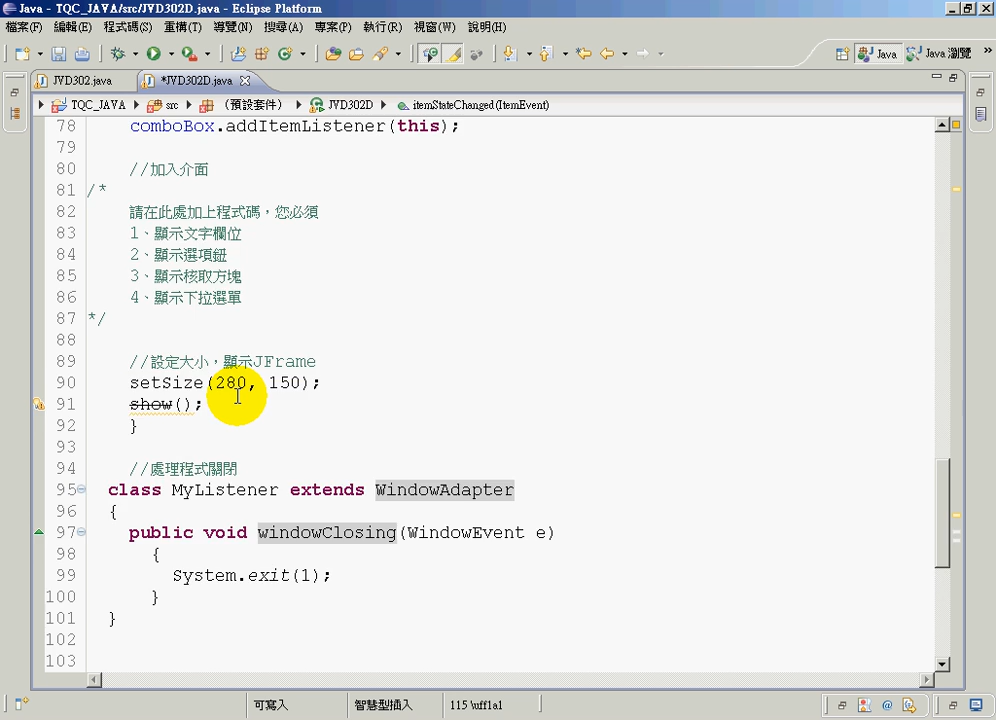 Java - TQC_JAVA/src/JVD302D.java - Eclipse Platform
檔案(F) 編輯(E) 程式碼(S) 重構(T) 導覽(N) 搜尋(A) 專案(P) 執行(R) 視窗(W) 說明(H)
Java Java 瀏覽 »
JVD302.java *JVD302D.java
TQC_JAVA src (預設套件) JVD302D itemStateChanged(ItemEvent)
78 comboBox.addItemListener(this);
79
80 //加入介面
81 /*
82 請在此處加上程式碼，您必須
83 1、顯示文字欄位
84 2、顯示選項鈕
85 3、顯示核取方塊
86 4、顯示下拉選單
87 */
88
89 //設定大小，顯示JFrame
90 setSize(280, 150);
91 show();
92 }
93
94 //處理程式關閉
95 class MyListener extends WindowAdapter
96 {
97 public void windowClosing(WindowEvent e)
98 {
99 System.exit(1);
100 }
101 }
102
103
可寫入 智慧型插入 115 \uff1a1